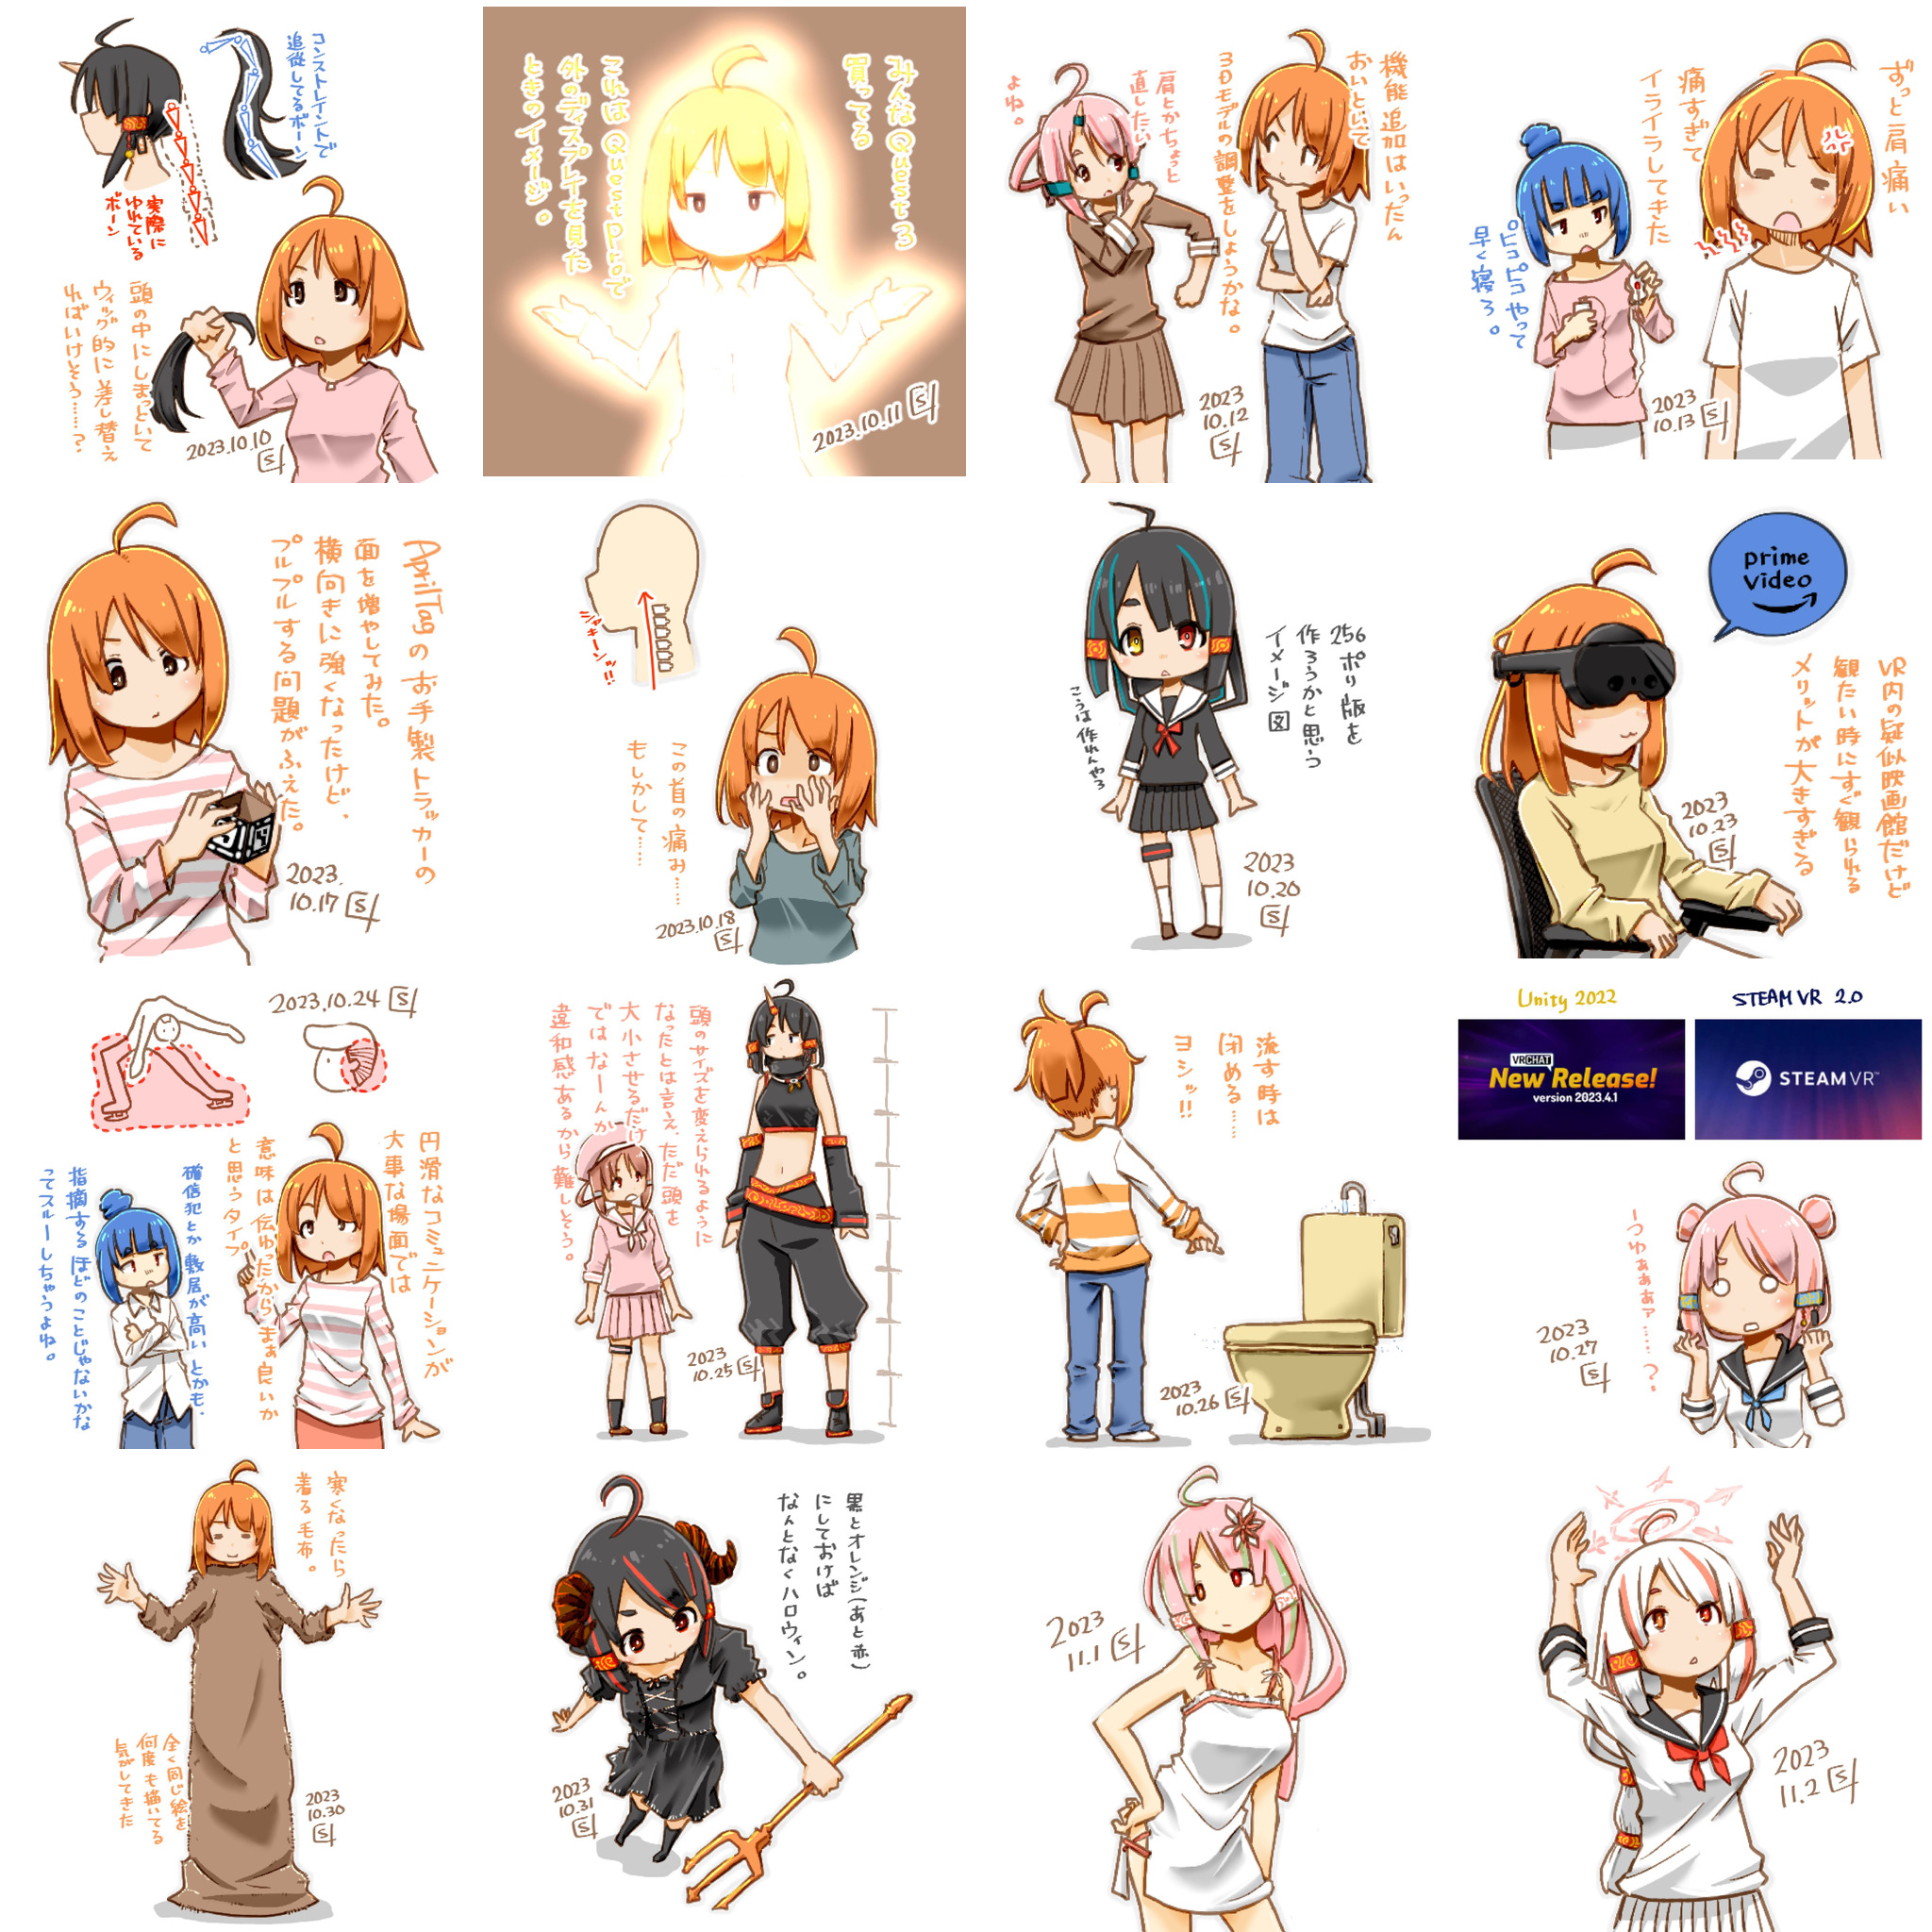 コンストレイントで
追従してるボーン
実際に
ゆれている
ボーン
頭の中にしまっといて
ウィッグ的に差し替え
ればいけそう……?
2023.10.10
みんなQuest3
買ってる
これはQuestProで
外のディスプレイを見た
ときのイメージ。
2023.10.11
機能追加はいったん
おいといて
3Dモデルの調整をしようかな。
肩とかちょっと
直したい
よね。
2023
10.12
ずっと肩痛い
痛すぎて
イライラしてきた
ピコピコやって
早く寝ろ。
2023
10.13
AprilTagのお手製トラッカーの
面を増やしてみた。
横向きに強くなったけど、
プルプルする問題がふえた。
2023.
10.17
シャキーンッ!!
この首の痛み……
もしかして……
2023.10.18
256ポリ版を
作ろうかと思う
イメージ図
こうは作れんやろ
2023
10.20
prime
video
VR内の疑似映画館だけど
観たい時にすぐ観られる
メリットが大きすぎる
2023
10.23
2023.10.24
円滑なコミュニケーションが
大事な場面では
確信犯とか敷居が高いとかも、
意味は伝わったからまぁ良いか
と思うタイプ
指摘するほどのことじゃないかな
ってスルーしちゃうよね。
頭のサイズを変えられるように
なったとは言え、ただ頭を
大小させるだけ
ではなーんか
違和感あるから難しそう。
2023
10.25
流す時は
閉める……
ヨシッ!!
2023
10.26
Unity 2022
STEAM VR 2.0
VRCHAT
New Release!
version 2023.4.1
STEAMVR™
ーつゅぁぁぁァ……?
2023
10.27
寒くなったら
着る毛布。
全く同じ絵を
何度も描いてる
気がしてきた
2023
10.30
黒とオレンジ(あと赤)
にしておけば
なんとなくハロウィン。
2023
10.31
2023
11.1
2023
11.2